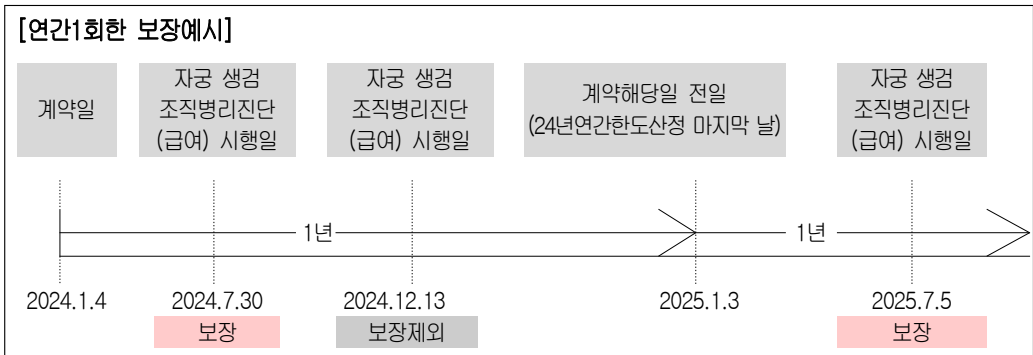 [연간1회한 보장예시]
계약일
자궁 생검
조직병리진단
(급여) 시행일
자궁 생검
조직병리진단
(급여) 시행일
계약해당일 전일
(24년연간한도산정 마지막 날)
자궁 생검
조직병리진단
(급여) 시행일
1년
1년
2024.1.4
2024.7.30
2024.12.13
2025.1.3
2025.7.5
보장
보장제외
보장